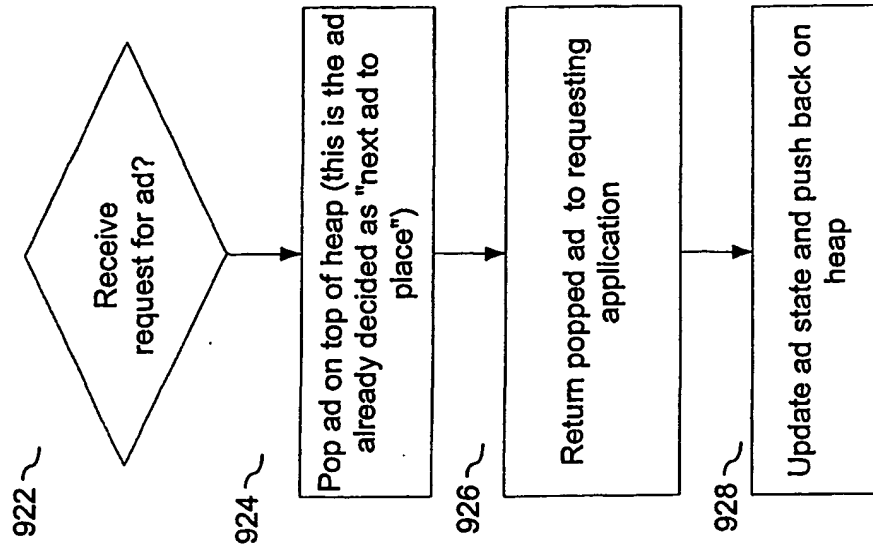 922
Receive
request for ad?
924
Pop ad on top of heap (this is the ad
already decided as "next ad to
place")
926
Return popped ad to requesting
application
928
Update ad state and push back on
heap